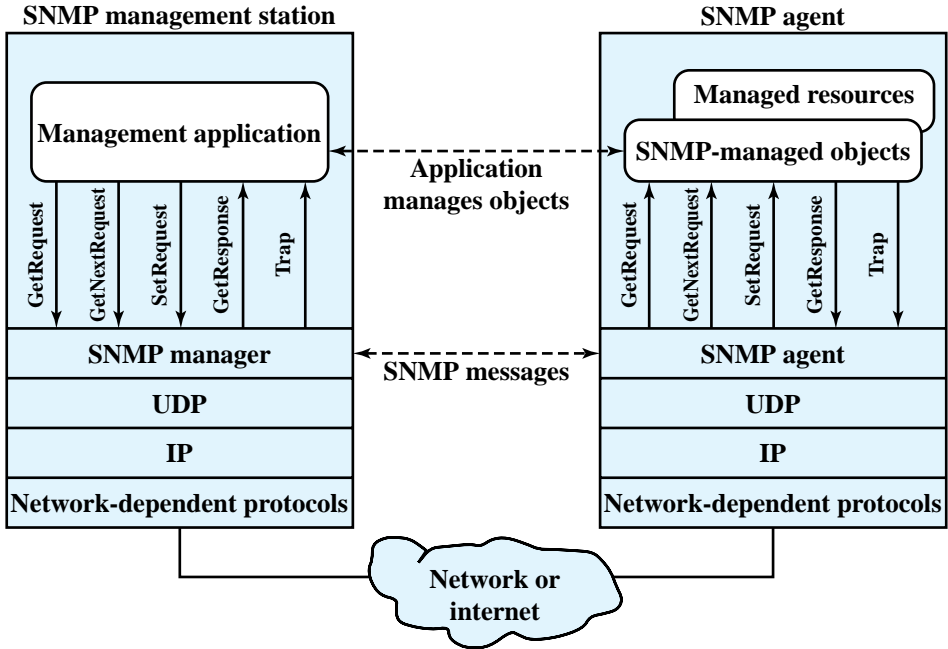 SNMP management station
Management application
GetRequest
GetNextRequest
SetRequest
GetResponse
Trap
SNMP manager
UDP
IP
Network-dependent protocols
Application
manages objects
SNMP messages
SNMP agent
Managed resources
SNMP-managed objects
GetRequest
GetNextRequest
SetRequest
GetResponse
Trap
SNMP agent
UDP
IP
Network-dependent protocols
Network or
internet